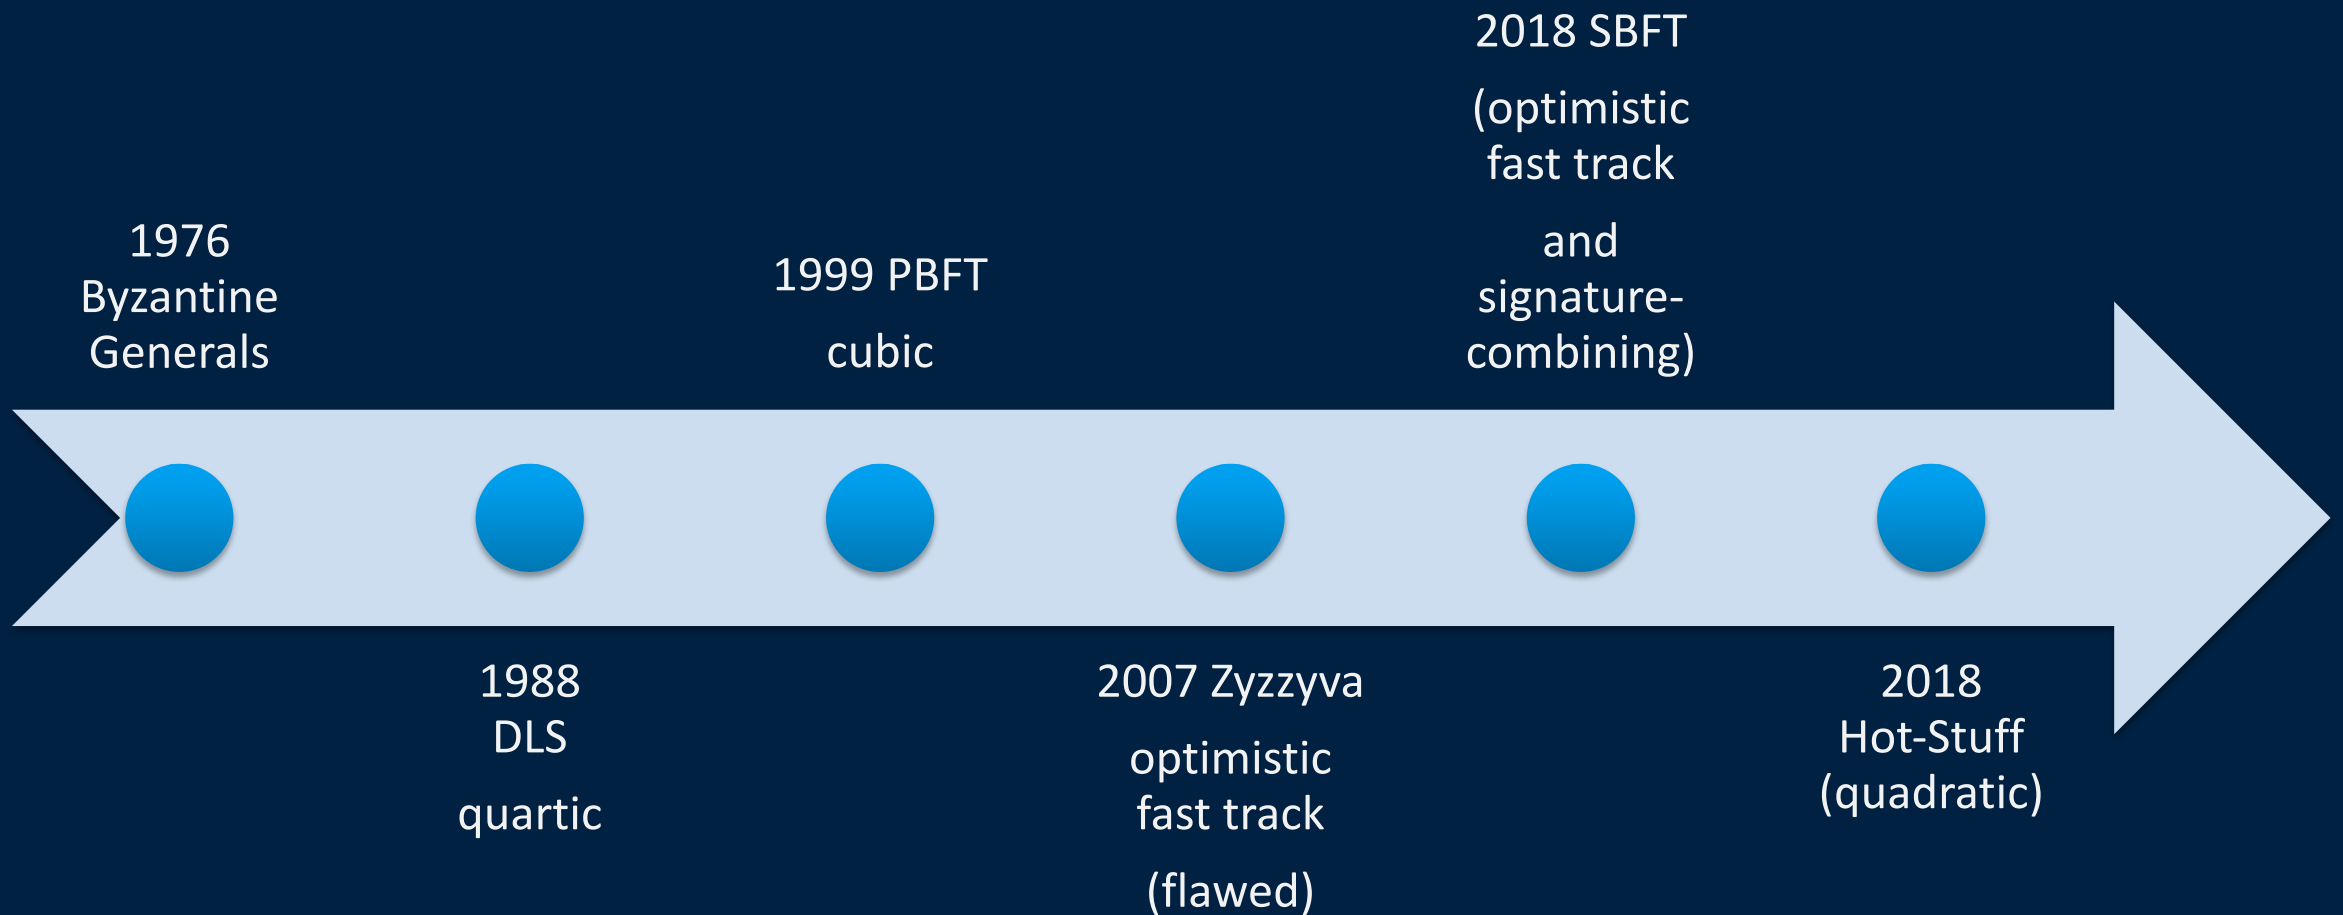 1976
Byzantine
Generals
1988
DLS
quartic
1999 PBFT
cubic
2007 Zyzzyva
optimistic
fast track
(flawed)
2018 SBFT
(optimistic
fast track
and
signature-
combining)
2018
Hot-Stuff
(quadratic)